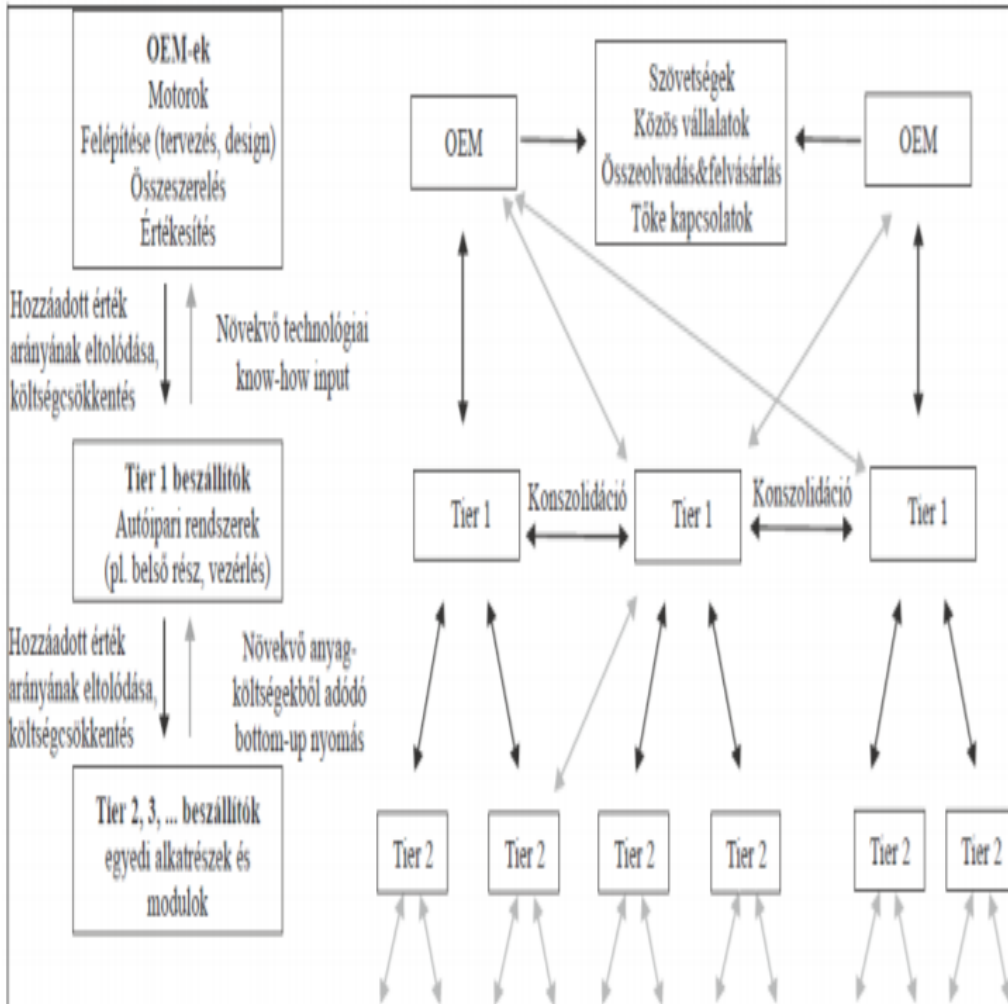 OEM-ek
Motorok
Felépítése (tervezés, design)
Összeszerelés
Értékesítés
Hozzáadott érték
arányának eltolódása,
költségcsökkentés
Növekvő technológiai
know-how input
Tier 1 beszállítók
Autóipari rendszerek
(pl. belső rész, vezérlés)
Hozzáadott érték
arányának eltolódása,
költségcsökkentés
Növekvő anyag-
költségekből adódó
bottom-up nyomás
Tier 2, 3, ... beszállítók
egyedi alkatrészek és
modulok
OEM
Szövetségek
Közös vállalatok
Összeolvadás&felvásárlás
Tőke kapcsolatok
OEM
Tier 1
Konszolidáció
Tier 1
Konszolidáció
Tier 1
Tier 2
Tier 2
Tier 2
Tier 2
Tier 2
Tier 2